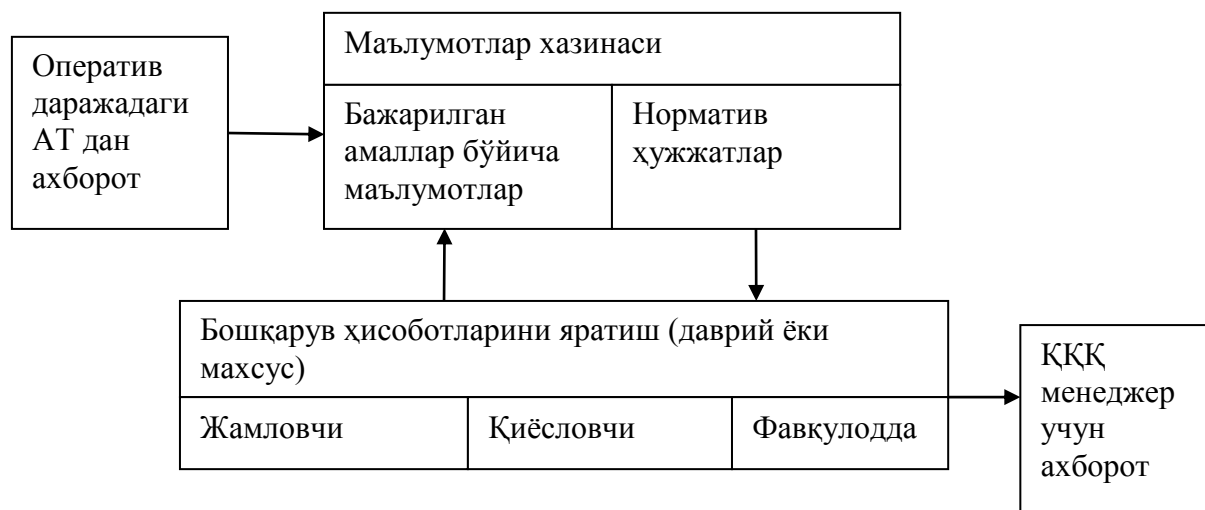 Оператив
даражадаги
АТ дан
ахборот
Маълумотлар хазинаси
Бажарилган
амаллар бўйича
маълумотлар
Норматив
ҳужжатлар
Бошқарув ҳисоботларини яратиш (даврий ёки
махсус)
Жамловчи
Қиёсловчи
Фавқулодда
ҚҚҚ
менеджер
учун
ахборот